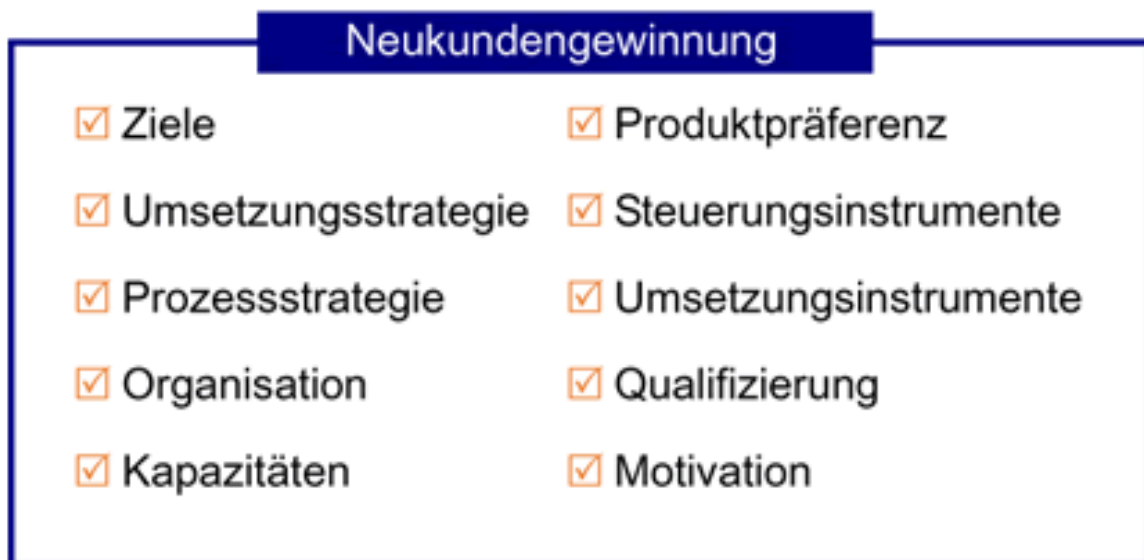 Neukundengewinnung
Ziele
Umsetzungsstrategie
Prozessstrategie
Organisation
Kapazitäten
Produktpräferenz
Steuerungsinstrumente
Umsetzungsinstrumente
Qualifizierung
Motivation